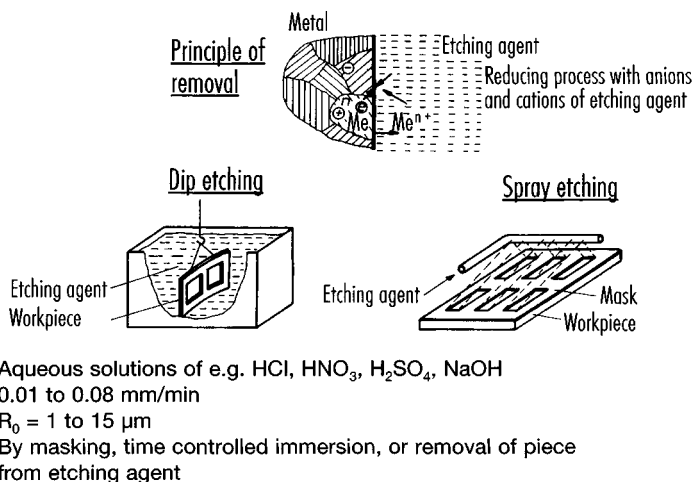 Metal
Principle of
removal
Etching agent
Reducing process with anions
and cations of etching agent
Me Meⁿ⁺
Dip etching
Spray etching
Etching agent
Workpiece
Etching agent
Mask
Workpiece
Aqueous solutions of e.g. HCl, HNO₃, H₂SO₄, NaOH
0.01 to 0.08 mm/min
R₀ = 1 to 15 µm
By masking, time controlled immersion, or removal of piece
from etching agent